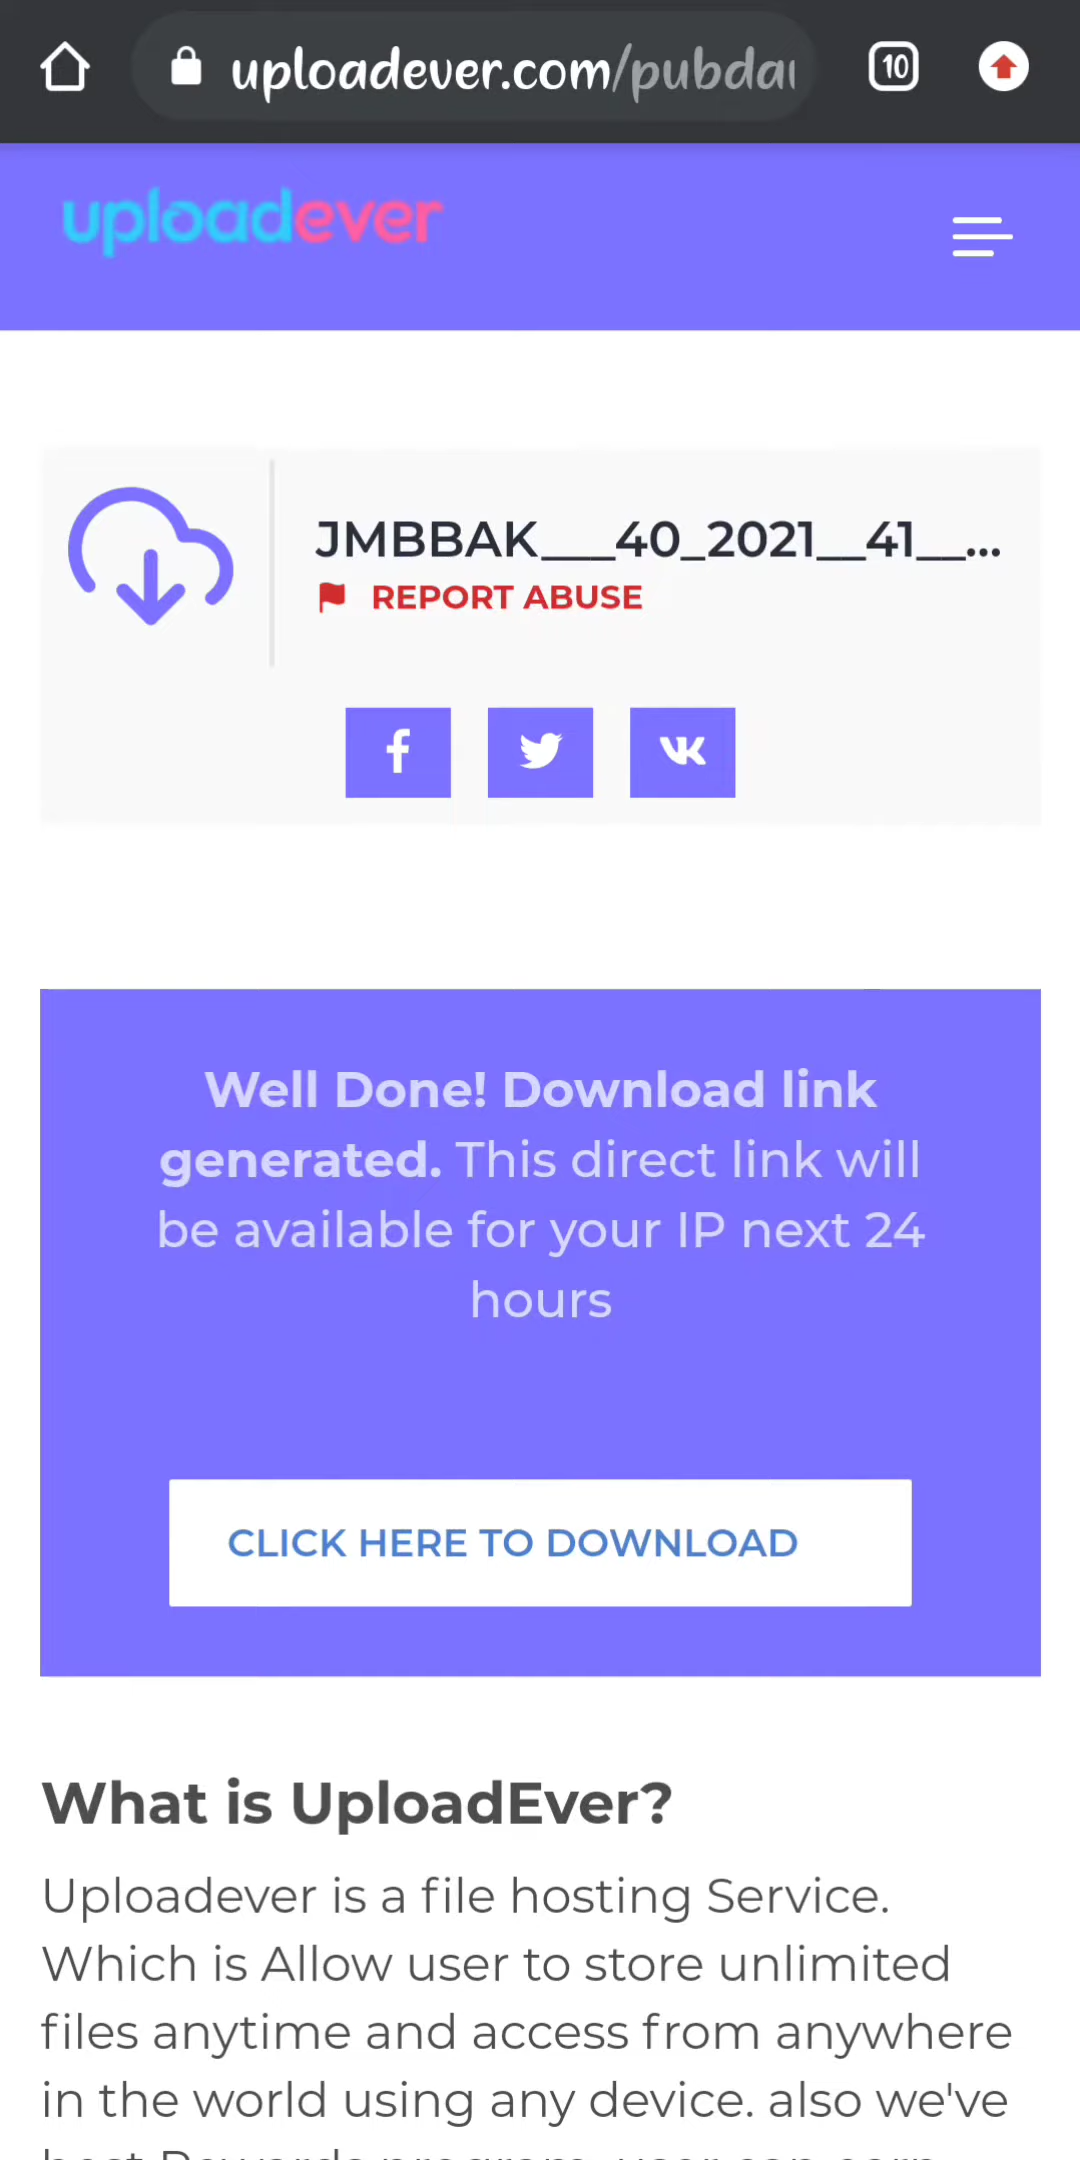 uploadever.com/pubda
10
uploadever
JMBBAK___40_2021__41__...
REPORT ABUSE
Well Done! Download link
generated. This direct link will
be available for your IP next 24
hours
CLICK HERE TO DOWNLOAD
What is UploadEver?
Uploadever is a file hosting Service.
Which is Allow user to store unlimited
files anytime and access from anywhere
in the world using any device. also we've